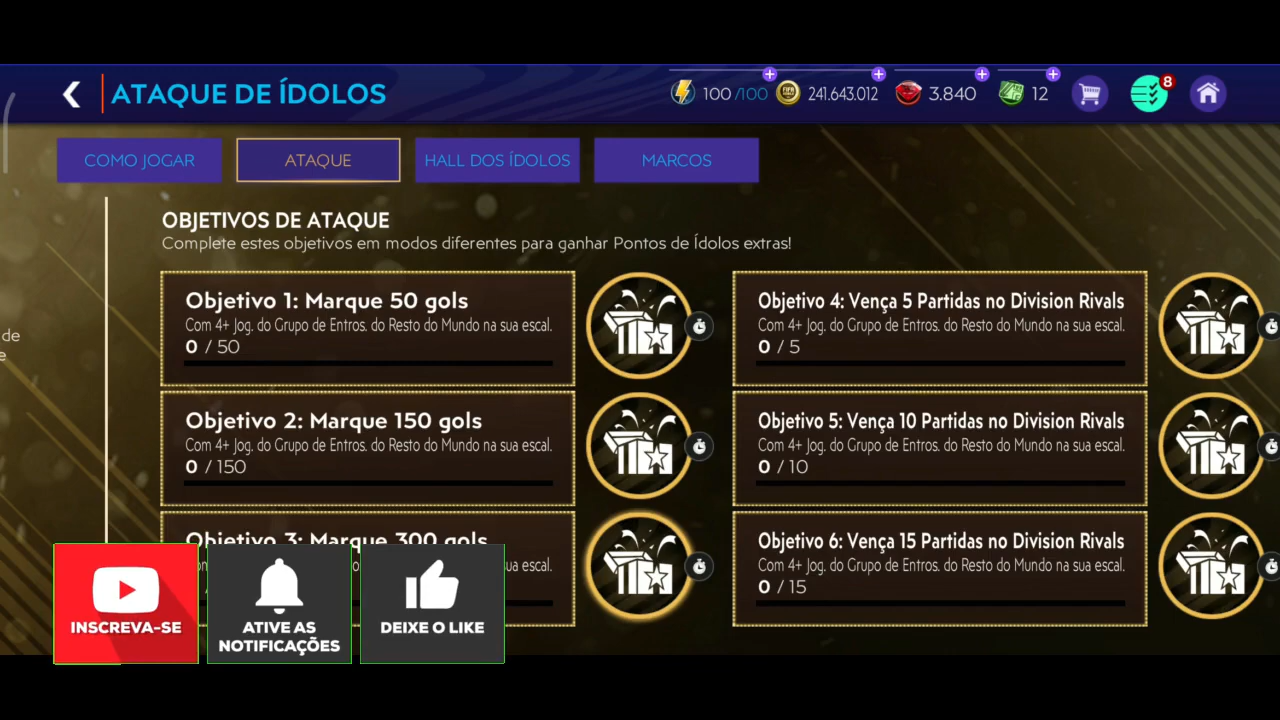 ATAQUE DE ÍDOLOS
100 /100
241.643.012
3.840
12
8
COMO JOGAR
ATAQUE
HALL DOS ÍDOLOS
MARCOS
OBJETIVOS DE ATAQUE
Complete estes objetivos em modos diferentes para ganhar Pontos de Ídolos extras!
de
e
Objetivo 1: Marque 50 gols
Com 4+ Jog. do Grupo de Entros. do Resto do Mundo na sua escal.
0 / 50
Objetivo 4: Vença 5 Partidas no Division Rivals
Com 4+ Jog. do Grupo de Entros. do Resto do Mundo na sua escal.
0 / 5
Objetivo 2: Marque 150 gols
Com 4+ Jog. do Grupo de Entros. do Resto do Mundo na sua escal.
0 / 150
Objetivo 5: Vença 10 Partidas no Division Rivals
Com 4+ Jog. do Grupo de Entros. do Resto do Mundo na sua escal.
0 / 10
Objetivo 3: Marque 300 gols
sua escal.
Objetivo 6: Vença 15 Partidas no Division Rivals
Com 4+ Jog. do Grupo de Entros. do Resto do Mundo na sua escal.
0 / 15
INSCREVA-SE
ATIVE AS
NOTIFICAÇÕES
DEIXE O LIKE